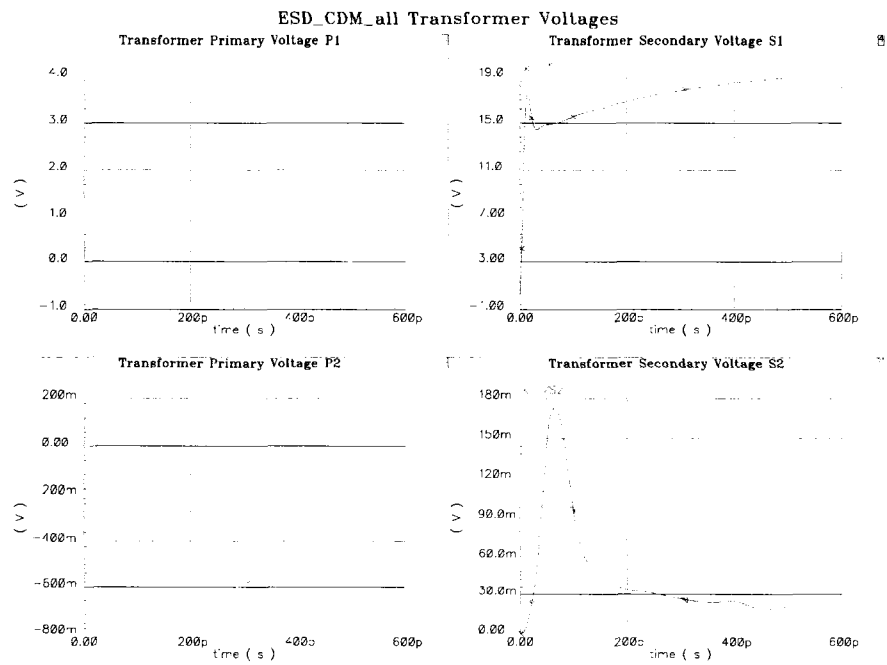 ESD_CDM_all Transformer Voltages
Transformer Primary Voltage P1
4.0
3.0
2.0
1.0
0.0
-1.0
( V )
0.00 200p 400p 600p
time ( s )
Transformer Secondary Voltage S1
19.0
15.0
11.0
7.00
3.00
-1.00
( V )
0.00 200p 400p 600p
time ( s )
Transformer Primary Voltage P2
200m
0.00
-200m
-400m
-600m
-800m
( V )
0.00 200p 400p 600p
time ( s )
Transformer Secondary Voltage S2
180m
150m
120m
90.0m
60.0m
30.0m
0.00
( V )
0.00 200p 400p 600p
time ( s )